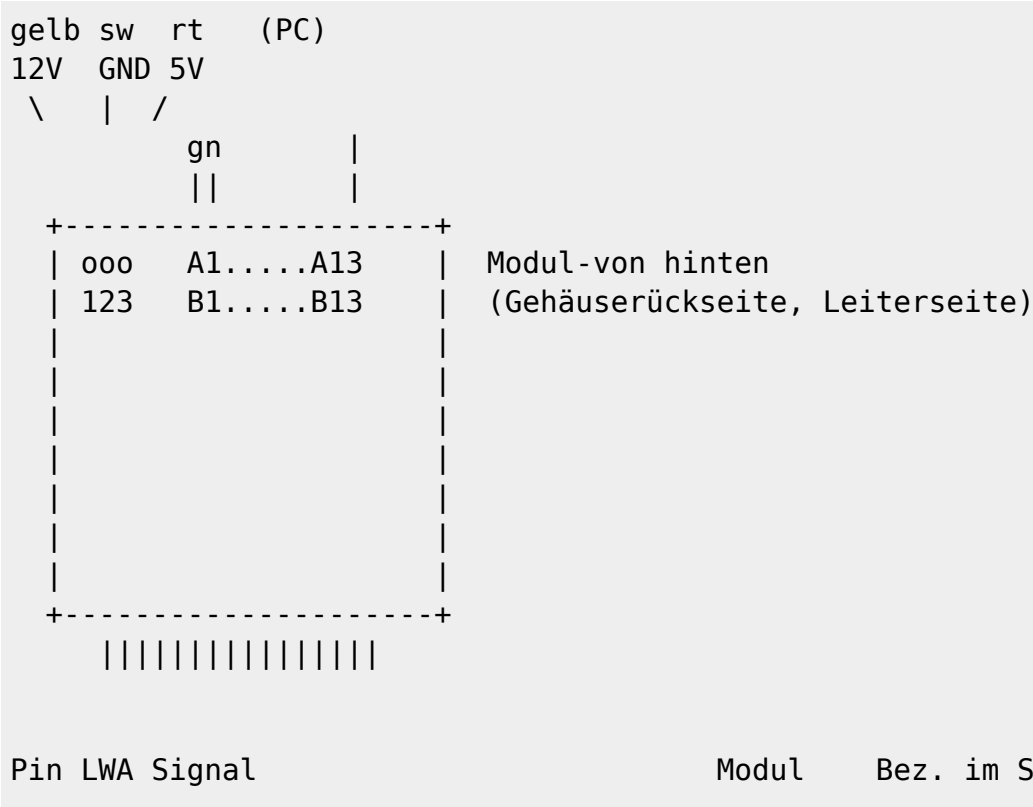 gelb sw  rt   (PC)
12V  GND 5V
 \   |  /
          gn       |
          ||       |
  +---------------------+
  | ooo   A1.....A13    |  Modul-von hinten
  | 123   B1.....B13    |  (Gehäuserückseite, Leiterseite)
  |                     |
  |                     |
  |                     |
  |                     |
  |                     |
  |                     |
  |                     |
  +---------------------+
     ||||||||||||||||
Pin LWA Signal                          Modul    Bez. im S